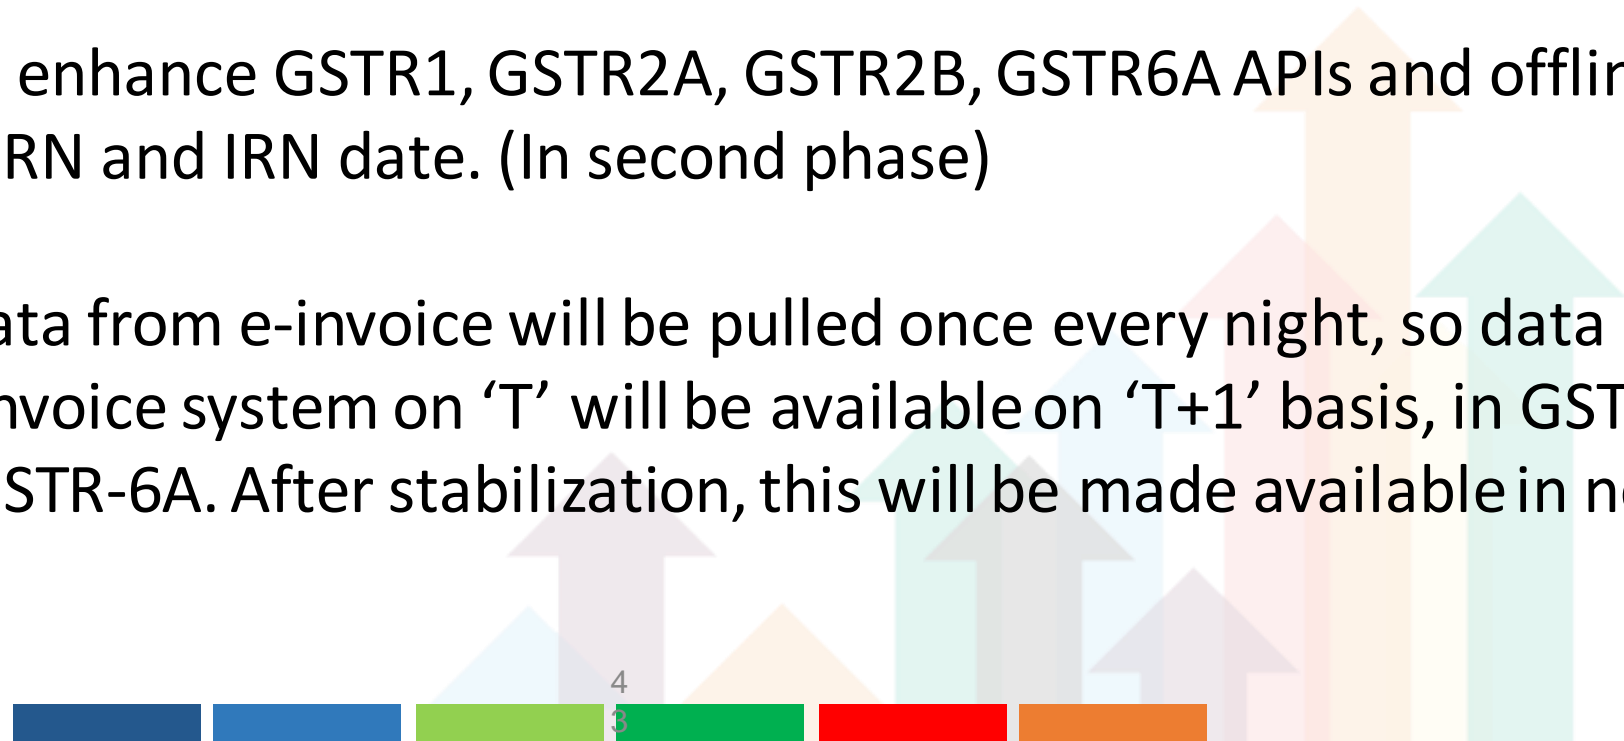 enhance GSTR1, GSTR2A, GSTR2B, GSTR6A APIs and offlin
RN and IRN date. (In second phase)
ata from e-invoice will be pulled once every night, so data
nvoice system on ‘T’ will be available on ‘T+1’ basis, in GST
STR-6A. After stabilization, this will be made available in n
4
3